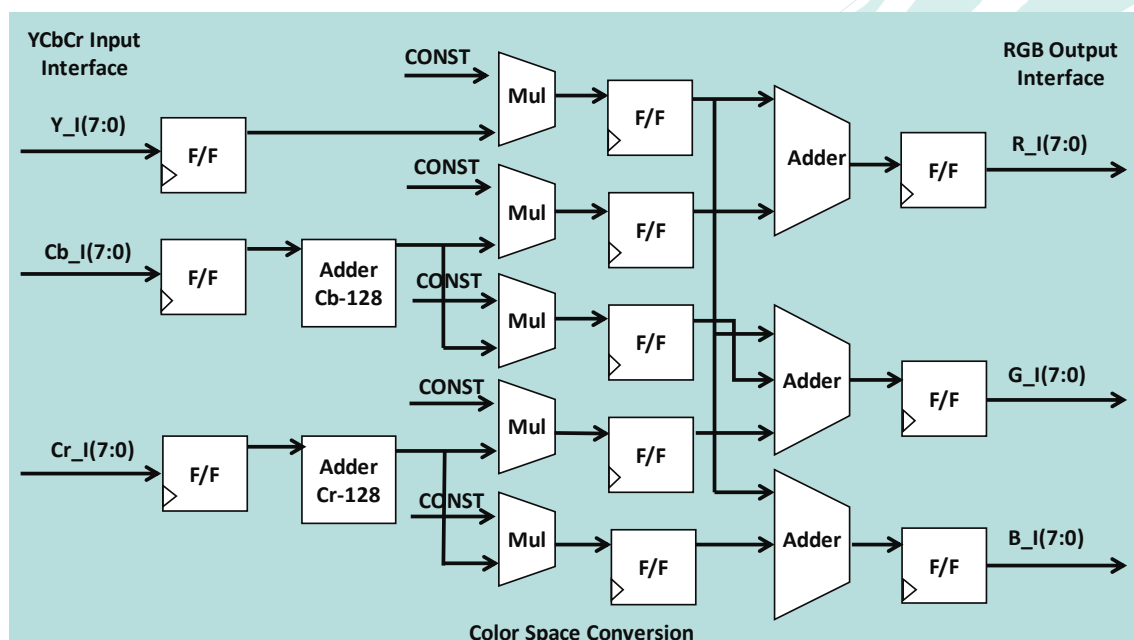 YCbCr Input
Interface
RGB Output
Interface
CONST
Mul
F/F
Y_I(7:0)
F/F
Adder
F/F
R_I(7:0)
CONST
Mul
F/F
Cb_I(7:0)
F/F
Adder
Cb-128
CONST
Mul
F/F
Adder
F/F
G_I(7:0)
CONST
Mul
F/F
Cr_I(7:0)
F/F
Adder
Cr-128
CONST
Mul
F/F
Adder
F/F
B_I(7:0)
Color Space Conversion